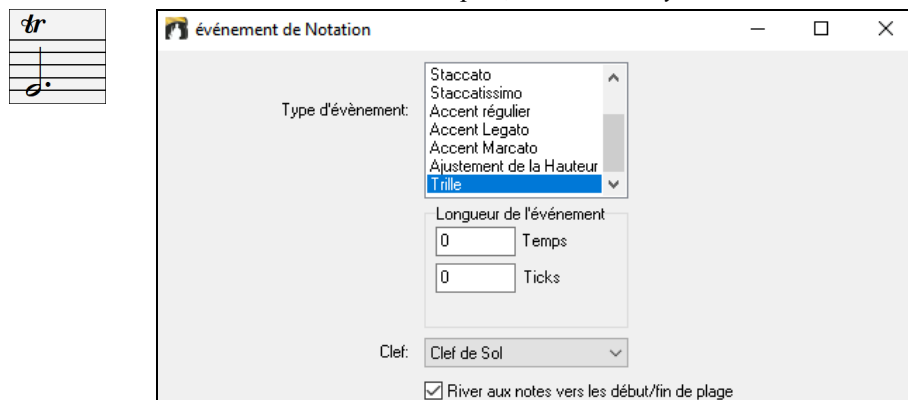 tr
événement de Notation
Staccato
Staccatissimo
Type d'évènement: Accent régulier
Accent Legato
Accent Marcato
Ajustement de la Hauteur
Trille
Longueur de l'événement
0 Temps
0 Ticks
Clef: Clef de Sol
River aux notes vers les début/fin de plage